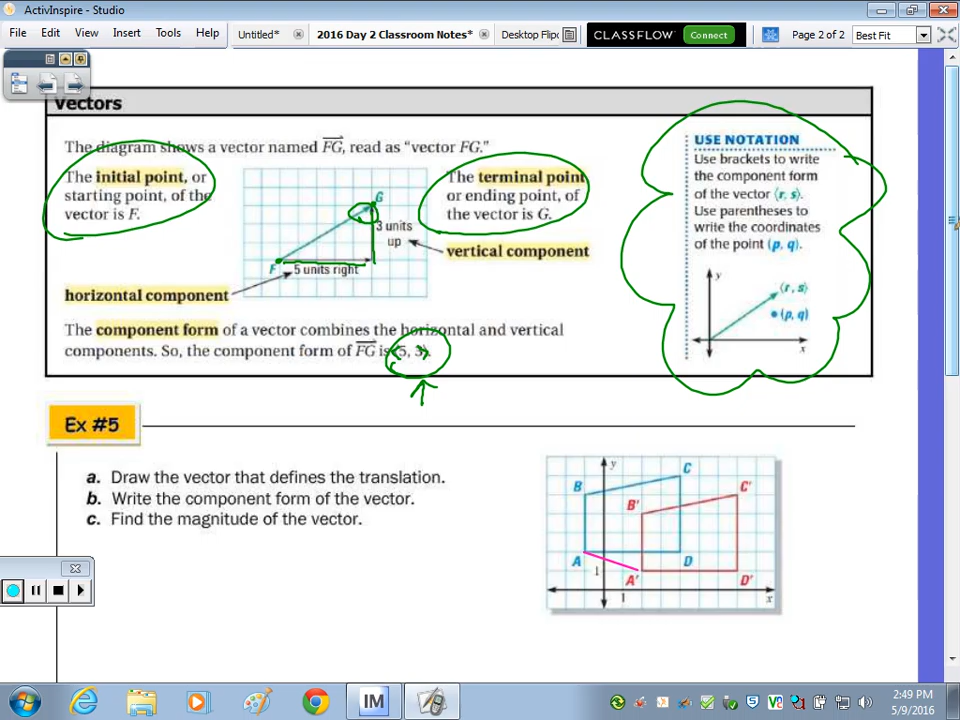 ActivInspire - Studio
File Edit View Insert Tools Help
Untitled*
2016 Day 2 Classroom Notes*
Desktop Flip
CLASSFLOW Connect
Page 2 of 2
Best Fit
Vectors
The diagram shows a vector named FG, read as “vector FG.”
The initial point, or
starting point, of the
vector is F.
G
3 units
up
F
5 units right
The terminal point
or ending point, of
the vector is G.
vertical component
horizontal component
The component form of a vector combines the horizontal and vertical
components. So, the component form of FG is ⟨5, 3⟩.
USE NOTATION
Use brackets to write
the component form
of the vector ⟨r, s⟩.
Use parentheses to
write the coordinates
of the point (p, q).
y
⟨r, s⟩
(p, q)
x
Ex #5
a. Draw the vector that defines the translation.
b. Write the component form of the vector.
c. Find the magnitude of the vector.
y
C
B
C'
B'
A
D
1
A'
D'
1
x
IM
2:49 PM
5/9/2016